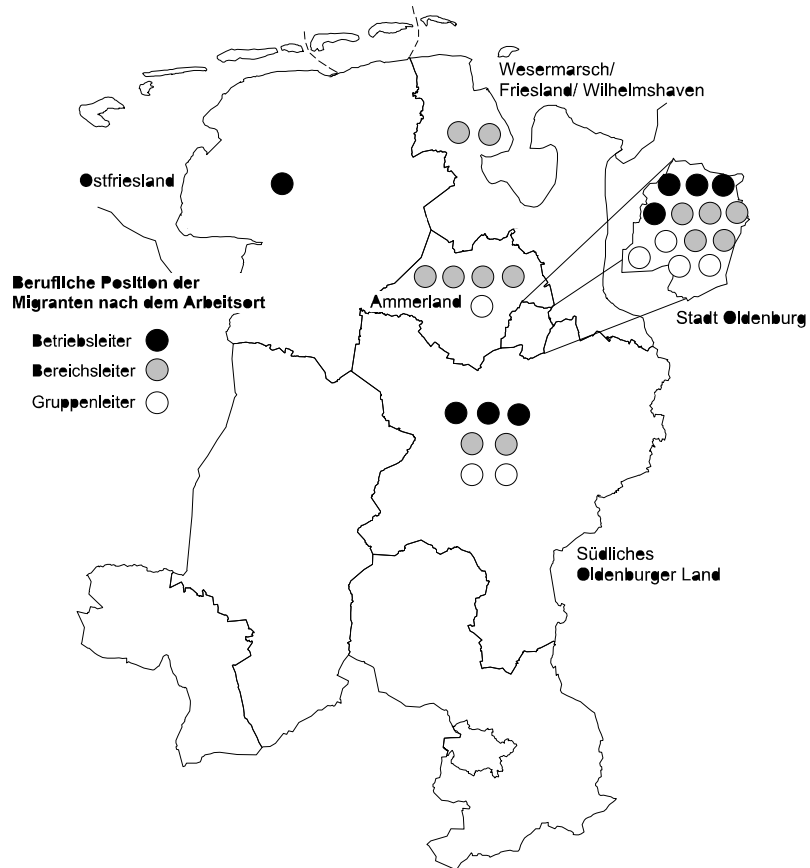 Wesermarsch/
Friesland/ Wilhelmshaven
Ostfriesland
Berufliche Position der
Migranten nach dem Arbeitsort
Betriebsleiter
Bereichsleiter
Gruppenleiter
Ammerland
Stadt Oldenburg
Südliches
Oldenburger Land